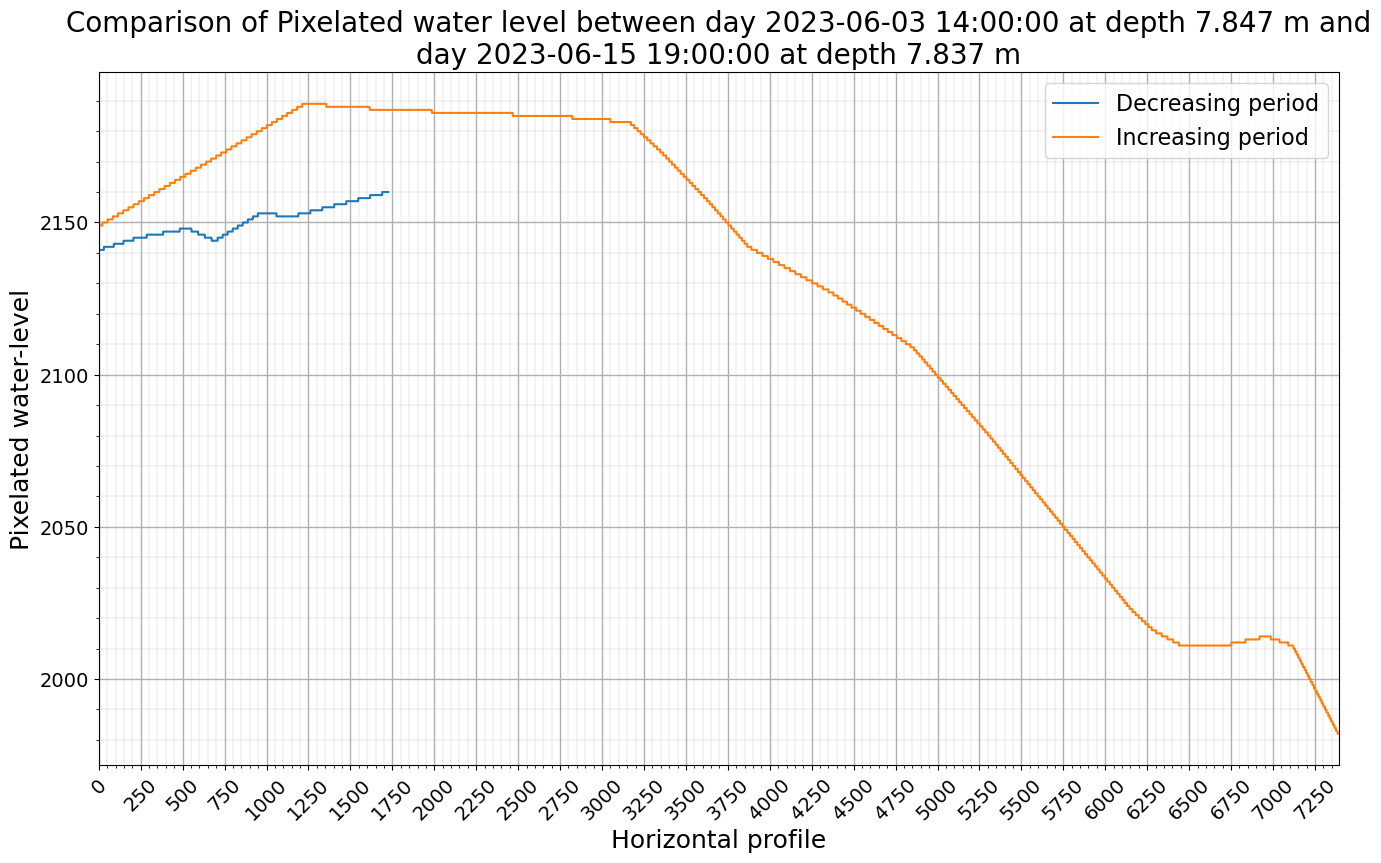 Comparison of Pixelated water level between day 2023-06-03 14:00:00 at depth 7.847 m and
day 2023-06-15 19:00:00 at depth 7.837 m
Decreasing period
Increasing period
Pixelated water-level
2150
2100
2050
2000
0 250 500 750 1000 1250 1500 1750 2000 2250 2500 2750 3000 3250 3500 3750 4000 4250 4500 4750 5000 5250 5500 5750 6000 6250 6500 6750 7000 7250
Horizontal profile